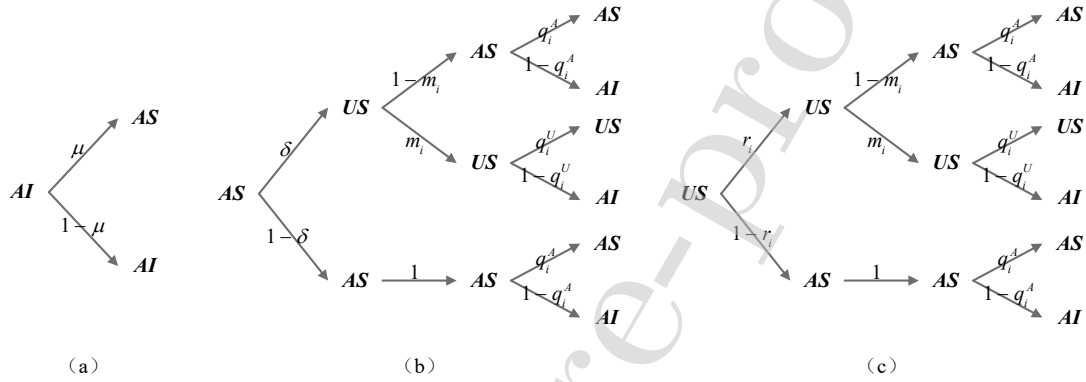 AI
μ
1 − μ
AS
AI
(a)
AS
δ
1 − δ
US
1 − m_i
m_i
AS
q_i^A
1 − q_i^A
AS
AI
US
q_i^U
1 − q_i^U
US
AI
AS
1
AS
q_i^A
1 − q_i^A
AS
AI
(b)
US
r_i
1 − r_i
US
1 − m_i
m_i
AS
q_i^A
1 − q_i^A
AS
AI
US
q_i^U
1 − q_i^U
US
AI
AS
1
AS
q_i^A
1 − q_i^A
AS
AI
(c)
re-pro